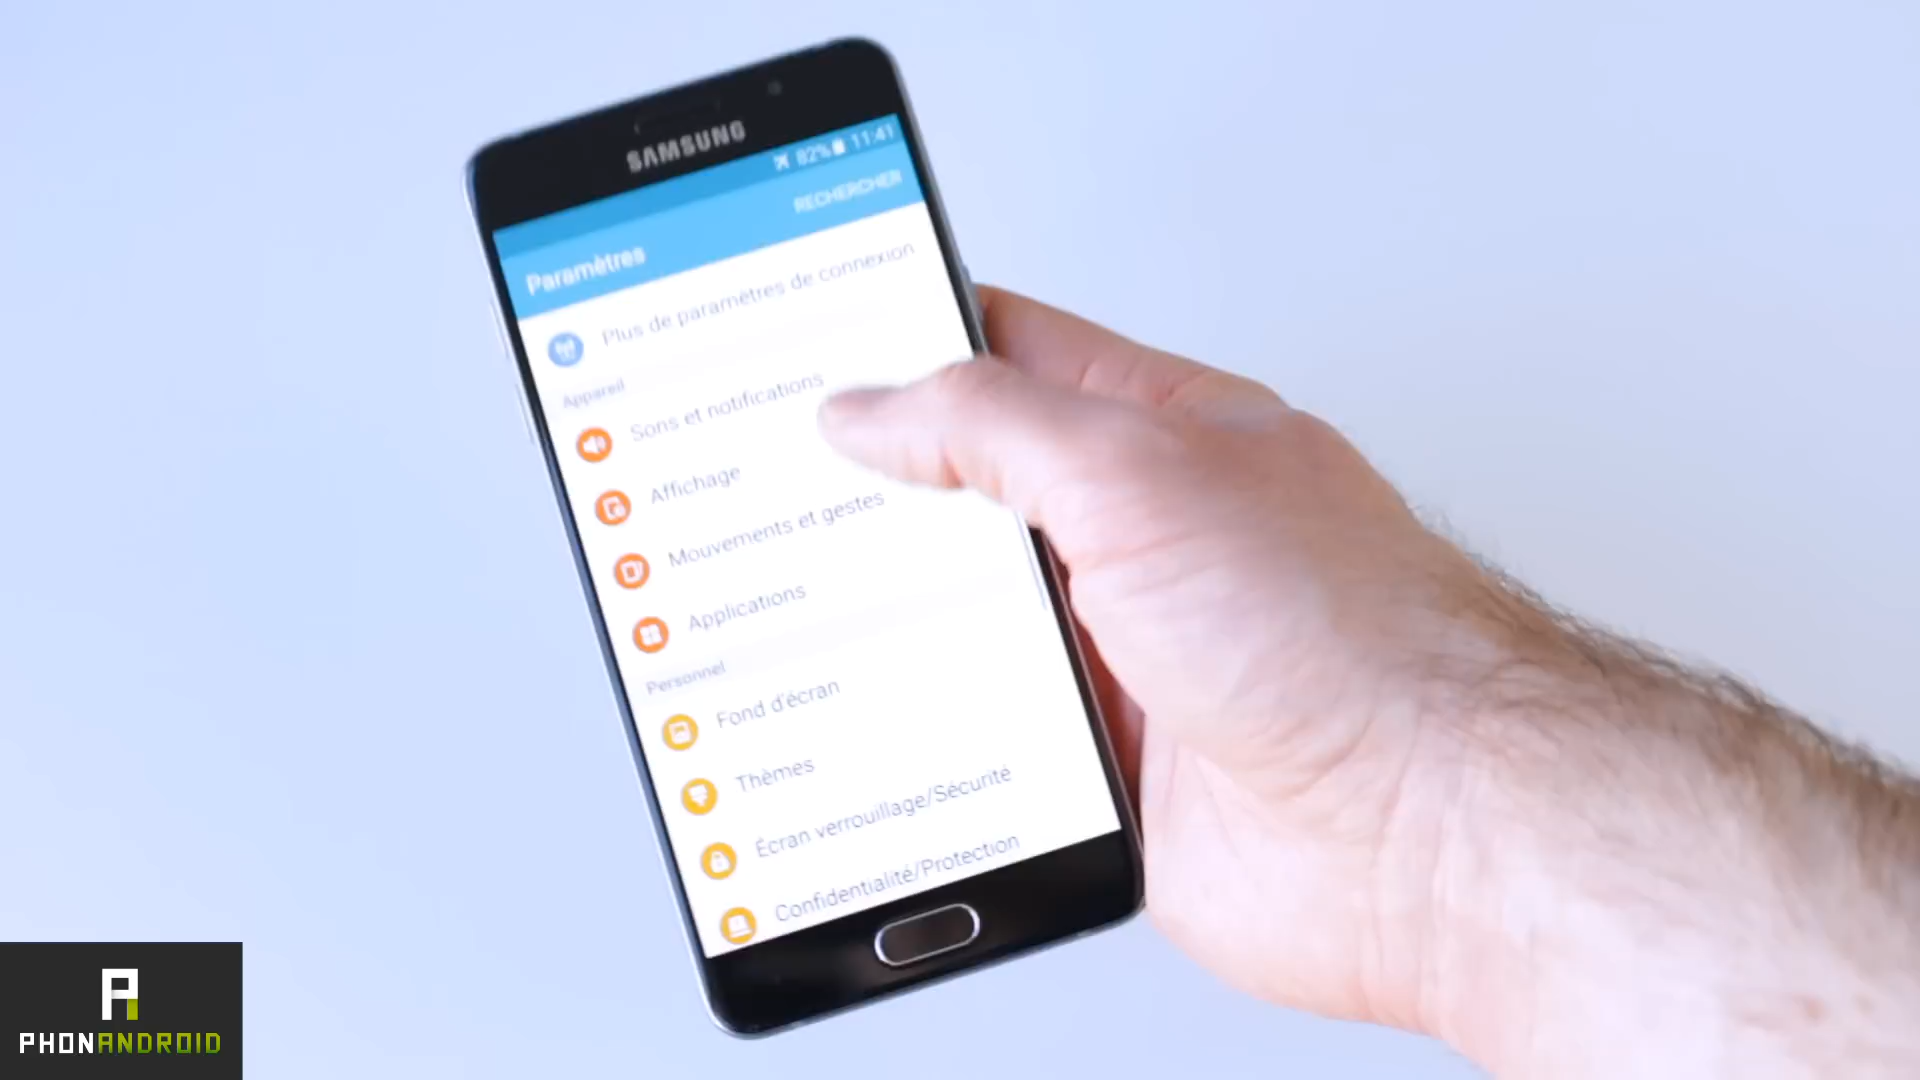 SAMSUNG
82% 11:41
RECHERCHER
Paramètres
Plus de paramètres de connexion
Appareil
Sons et notifications
Affichage
Mouvements et gestes
Applications
Personnel
Fond d'écran
Thèmes
Écran verrouillage/Sécurité
Confidentialité/Protection
PHONANDROID